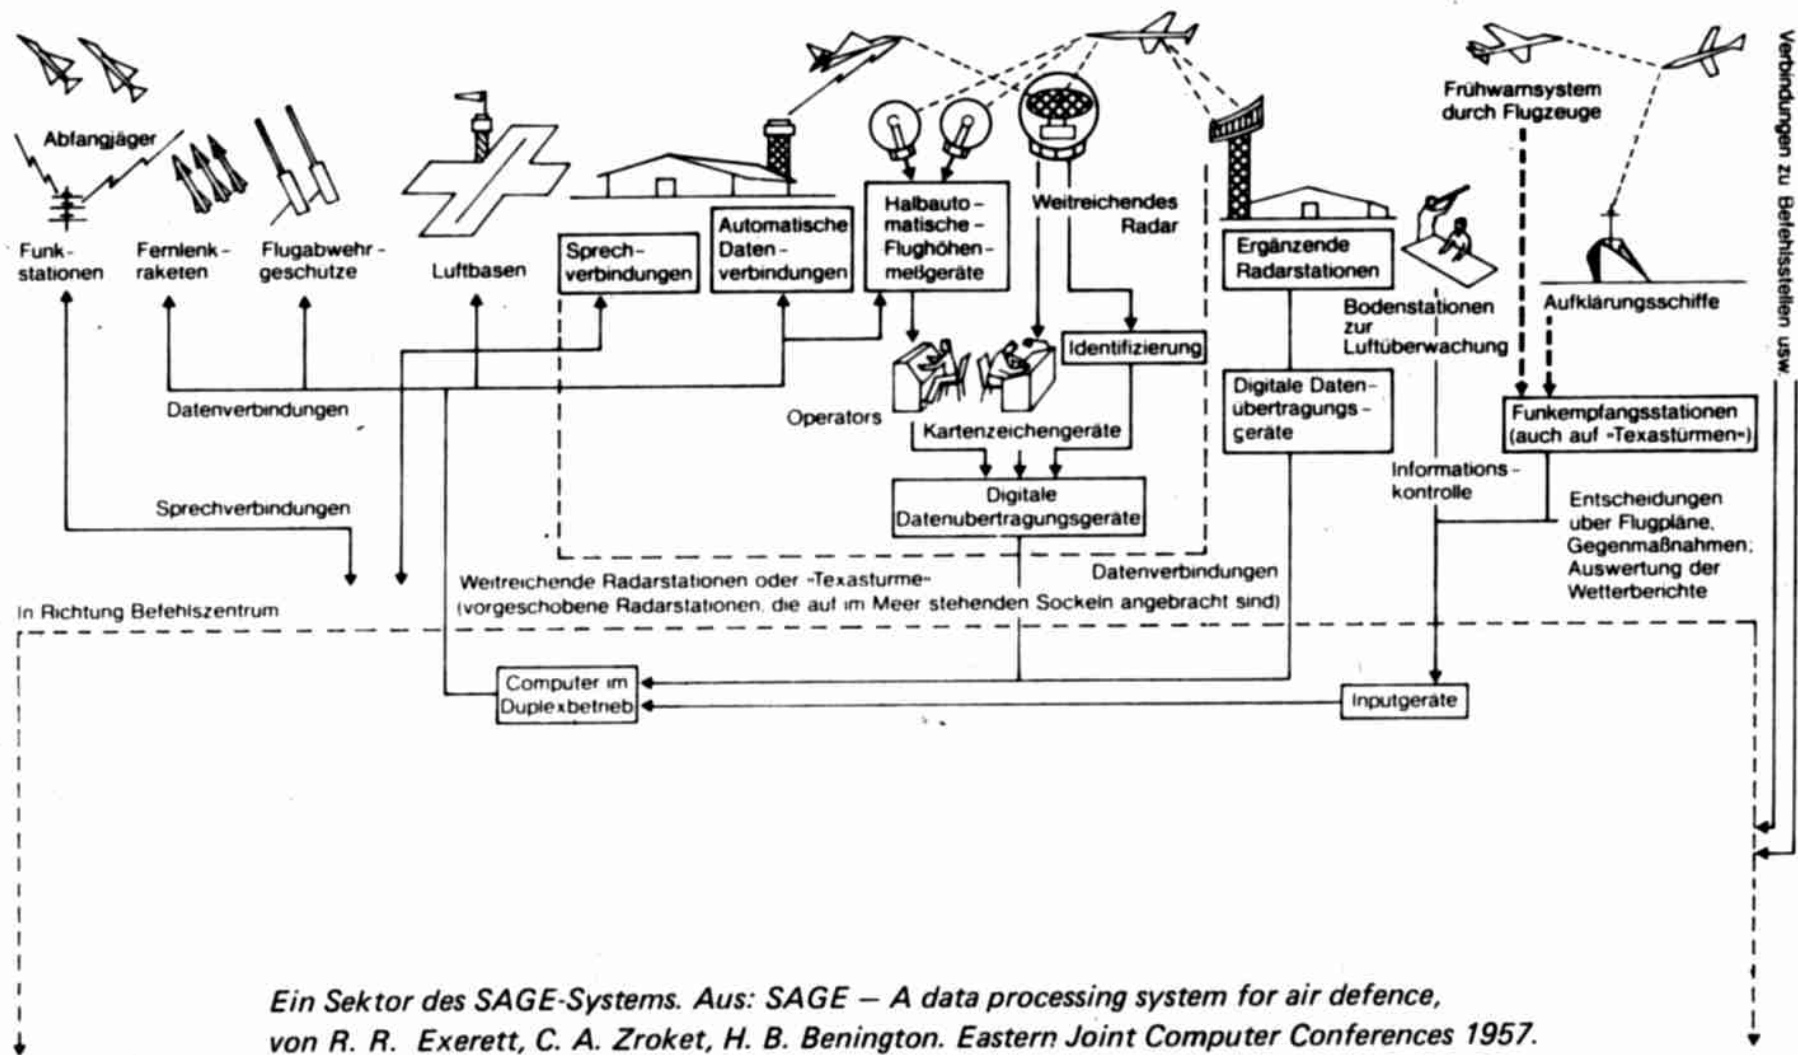 Verbindungen zu Befehlsstellen usw.
Abfangjäger
Funk-
stationen
Fernlenk-
raketen
Flugabwehr-
geschutze
Luftbasen
Sprech-
verbindungen
Automatische
Daten-
verbindungen
Halbauto-
matische-
Flughöhen-
meßgeräte
Weitreichendes
Radar
Ergänzende
Radarstationen
Frühwarnsystem
durch Flugzeuge
Bodenstationen
zur
Luftüberwachung
Aufklärungsschiffe
Identifizierung
Operators
Kartenzeichengeräte
Digitale Daten-
übertragungs-
geräte
Funkempfangsstationen
(auch auf -Texastürmen-)
Datenverbindungen
Sprechverbindungen
Digitale
Datenubertragungsgeräte
Informations-
kontrolle
Entscheidungen
uber Flugpläne,
Gegenmaßnahmen;
Auswertung der
Wetterberichte
Datenverbindungen
Weitreichende Radarstationen oder -Texasturme-
(vorgeschobene Radarstationen, die auf im Meer stehenden Sockeln angebracht sind)
In Richtung Befehlszentrum
Computer im
Duplexbetrieb
Inputgeräte
Ein Sektor des SAGE-Systems. Aus: SAGE – A data processing system for air defence,
von R. R. Exerett, C. A. Zroket, H. B. Benington. Eastern Joint Computer Conferences 1957.